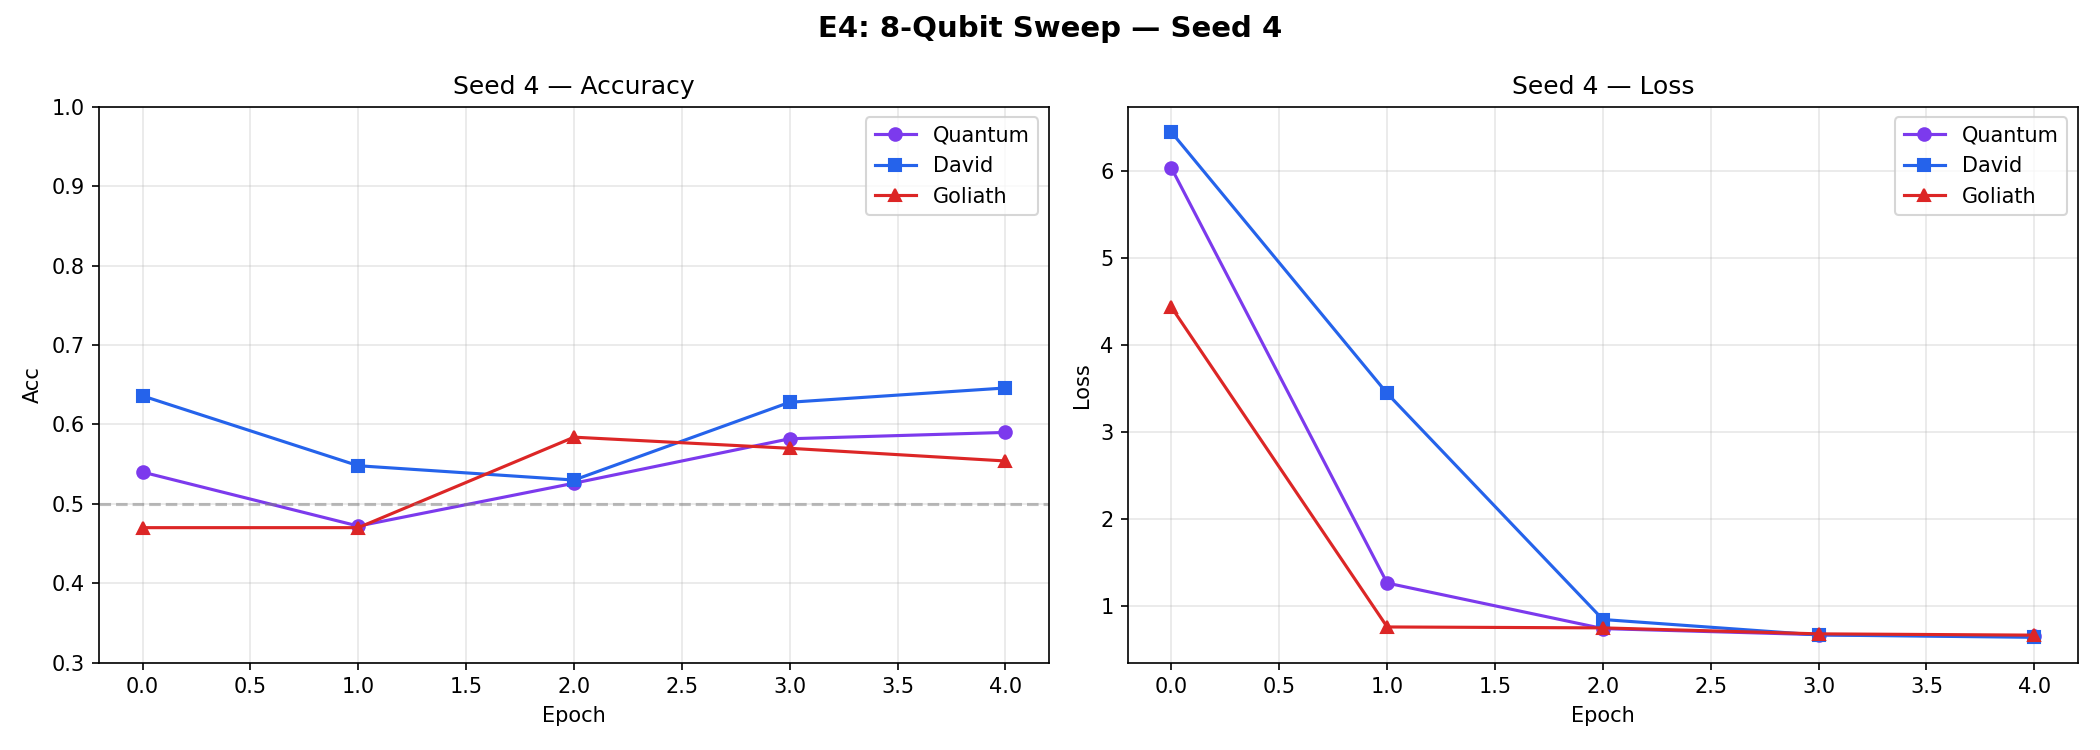 E4: 8-Qubit Sweep — Seed 4
Seed 4 — Accuracy
1.0
0.9
0.8
0.7
0.6
0.5
0.4
0.3
Acc
Quantum
David
Goliath
0.0 0.5 1.0 1.5 2.0 2.5 3.0 3.5 4.0
Epoch
Seed 4 — Loss
6
5
4
3
2
1
Loss
Quantum
David
Goliath
0.0 0.5 1.0 1.5 2.0 2.5 3.0 3.5 4.0
Epoch